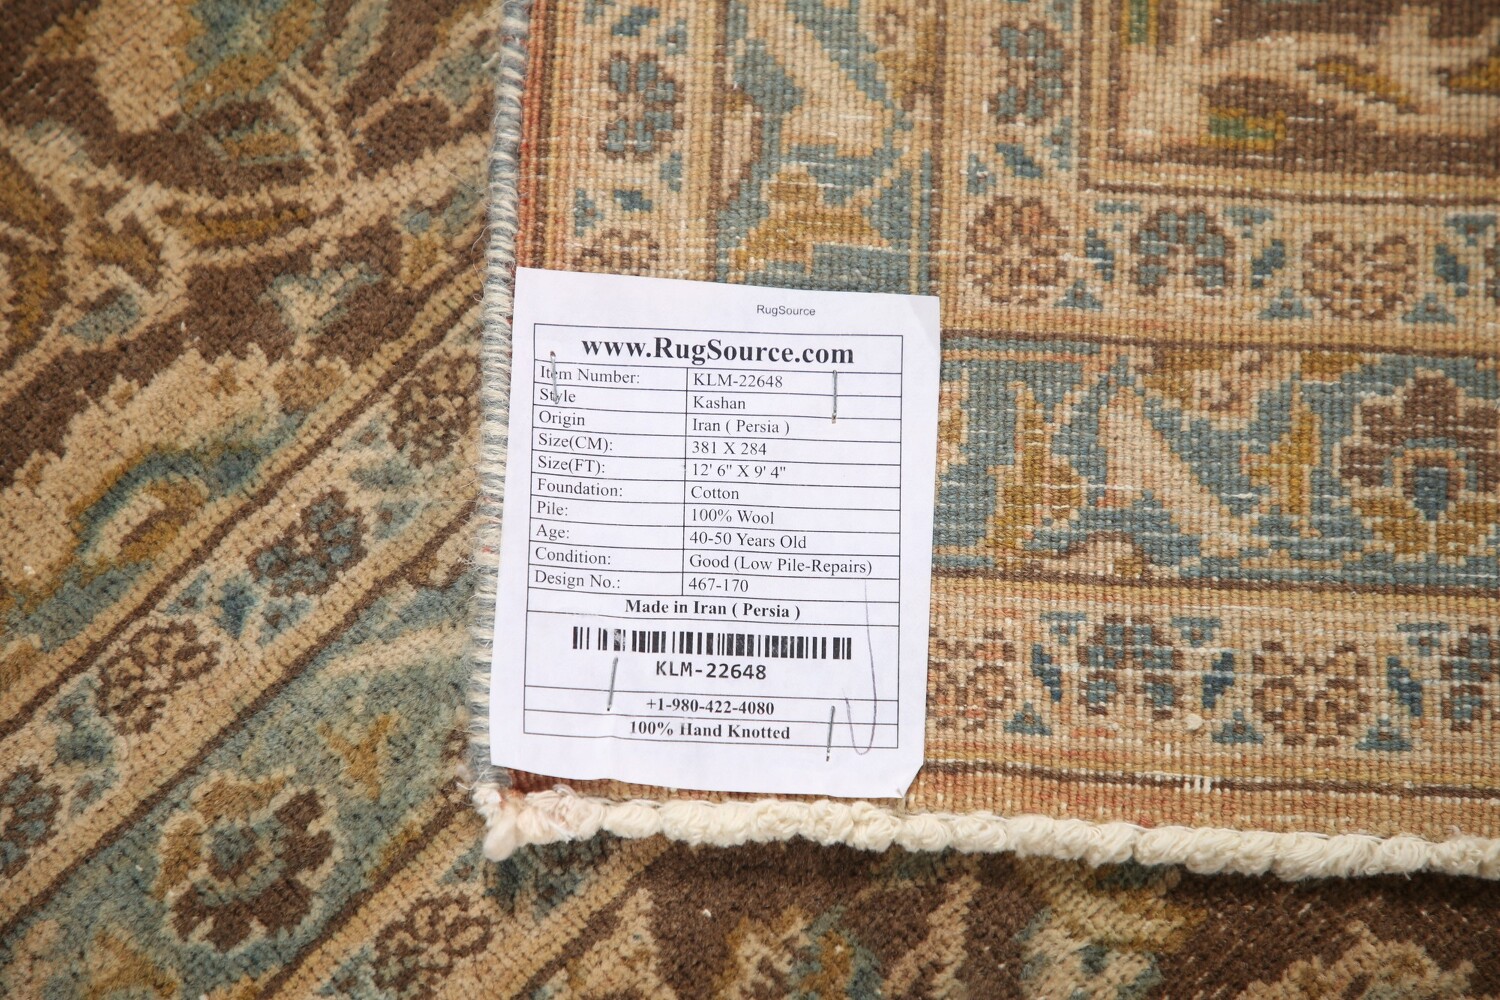 RugSource
www.RugSource.com
Item Number: KLM-22648
Style Kashan
Origin Iran ( Persia )
Size(CM): 381 X 284
Size(FT): 12' 6" X 9' 4"
Foundation: Cotton
Pile: 100% Wool
Age: 40-50 Years Old
Condition: Good (Low Pile-Repairs)
Design No.: 467-170
Made in Iran ( Persia )
KLM-22648
+1-980-422-4080
100% Hand Knotted